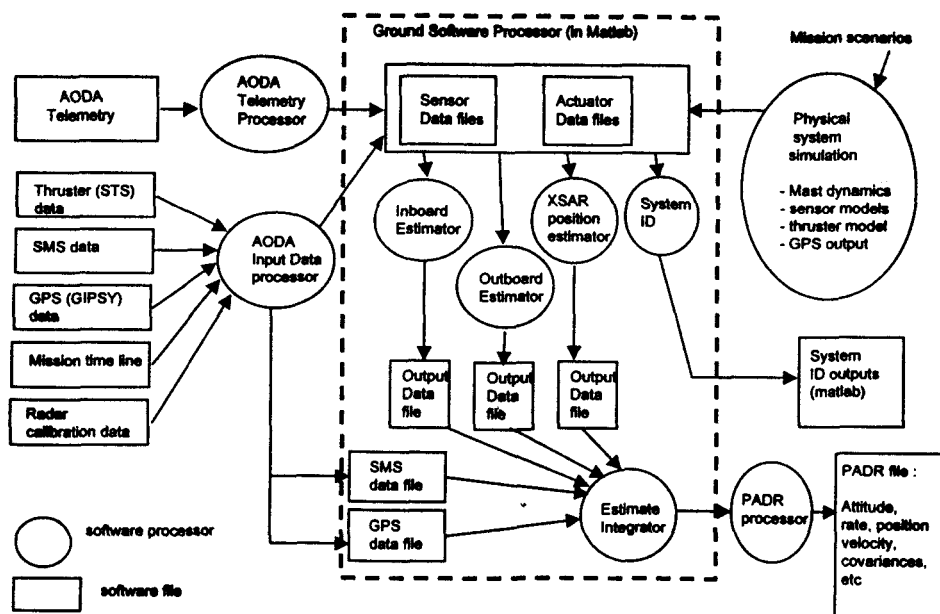 Ground Software Processor (in Matlab)
Mission scenarios
AODA
Telemetry
AODA
Telemetry
Processor
Sensor
Data files
Actuator
Data files
Physical
system
simulation
- Mast dynamics
- sensor models
- thruster model
- GPS output
Thruster (STS)
data
SMS data
GPS (GIPSY)
data
Mission time line
Radar
calibration data
AODA
Input Data
processor
Inboard
Estimator
Outboard
Estimator
XSAR
position
estimator
System
ID
Output
Data
file
Output
Data
file
Output
Data
file
System
ID outputs
(matlab)
SMS
data file
GPS
data file
Estimate
Integrator
PADR
processor
PADR file :
Attitude,
rate, position
velocity,
covariances,
etc
software processor
software file